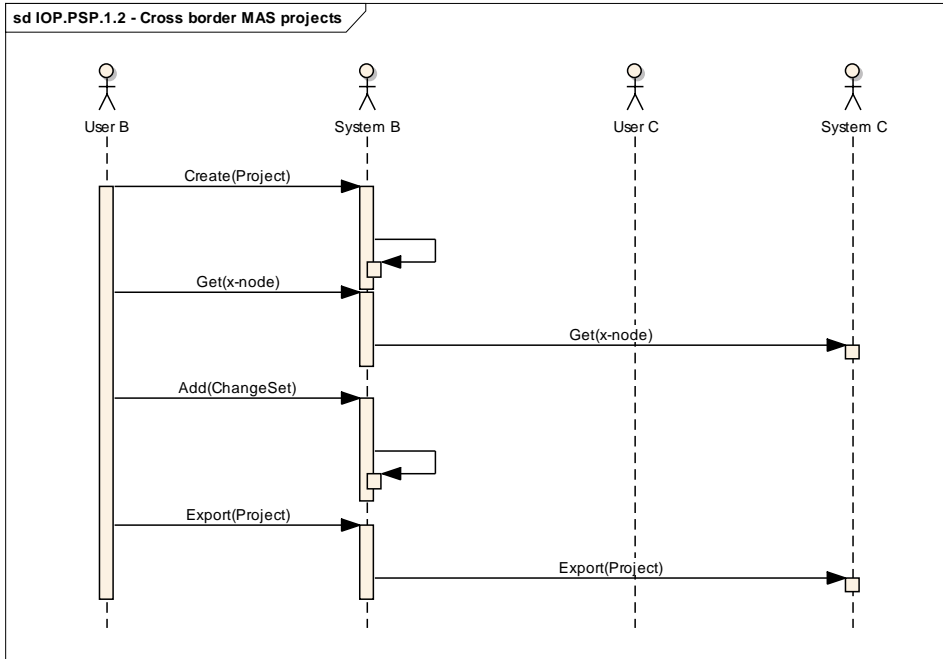 sd IOP.PSP.1.2 - Cross border MAS projects
User B
System B
User C
System C
Create(Project)
Get(x-node)
Get(x-node)
Add(ChangeSet)
Export(Project)
Export(Project)